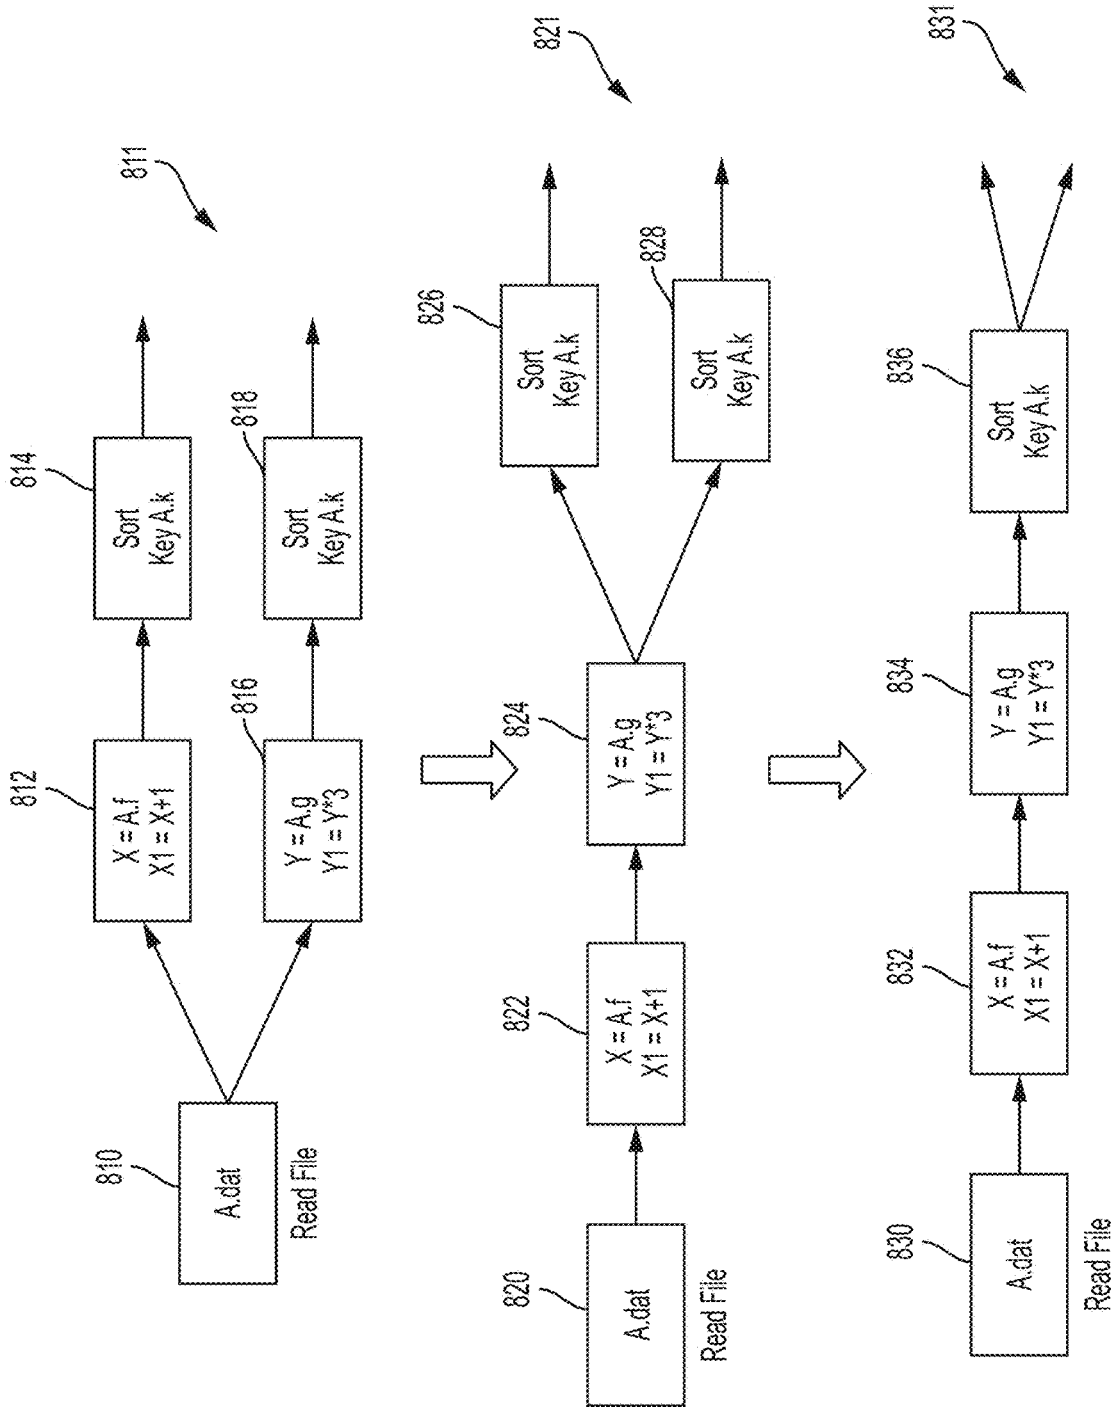 811
810
A.dat
Read File
812
X = A.f
X1 = X+1
814
Sort
Key A.k
816
Y = A.g
Y1 = Y*3
818
Sort
Key A.k
821
820
A.dat
Read File
822
X = A.f
X1 = X+1
824
Y = A.g
Y1 = Y*3
826
Sort
Key A.k
828
Sort
Key A.k
831
830
A.dat
Read File
832
X = A.f
X1 = X+1
834
Y = A.g
Y1 = Y*3
836
Sort
Key A.k